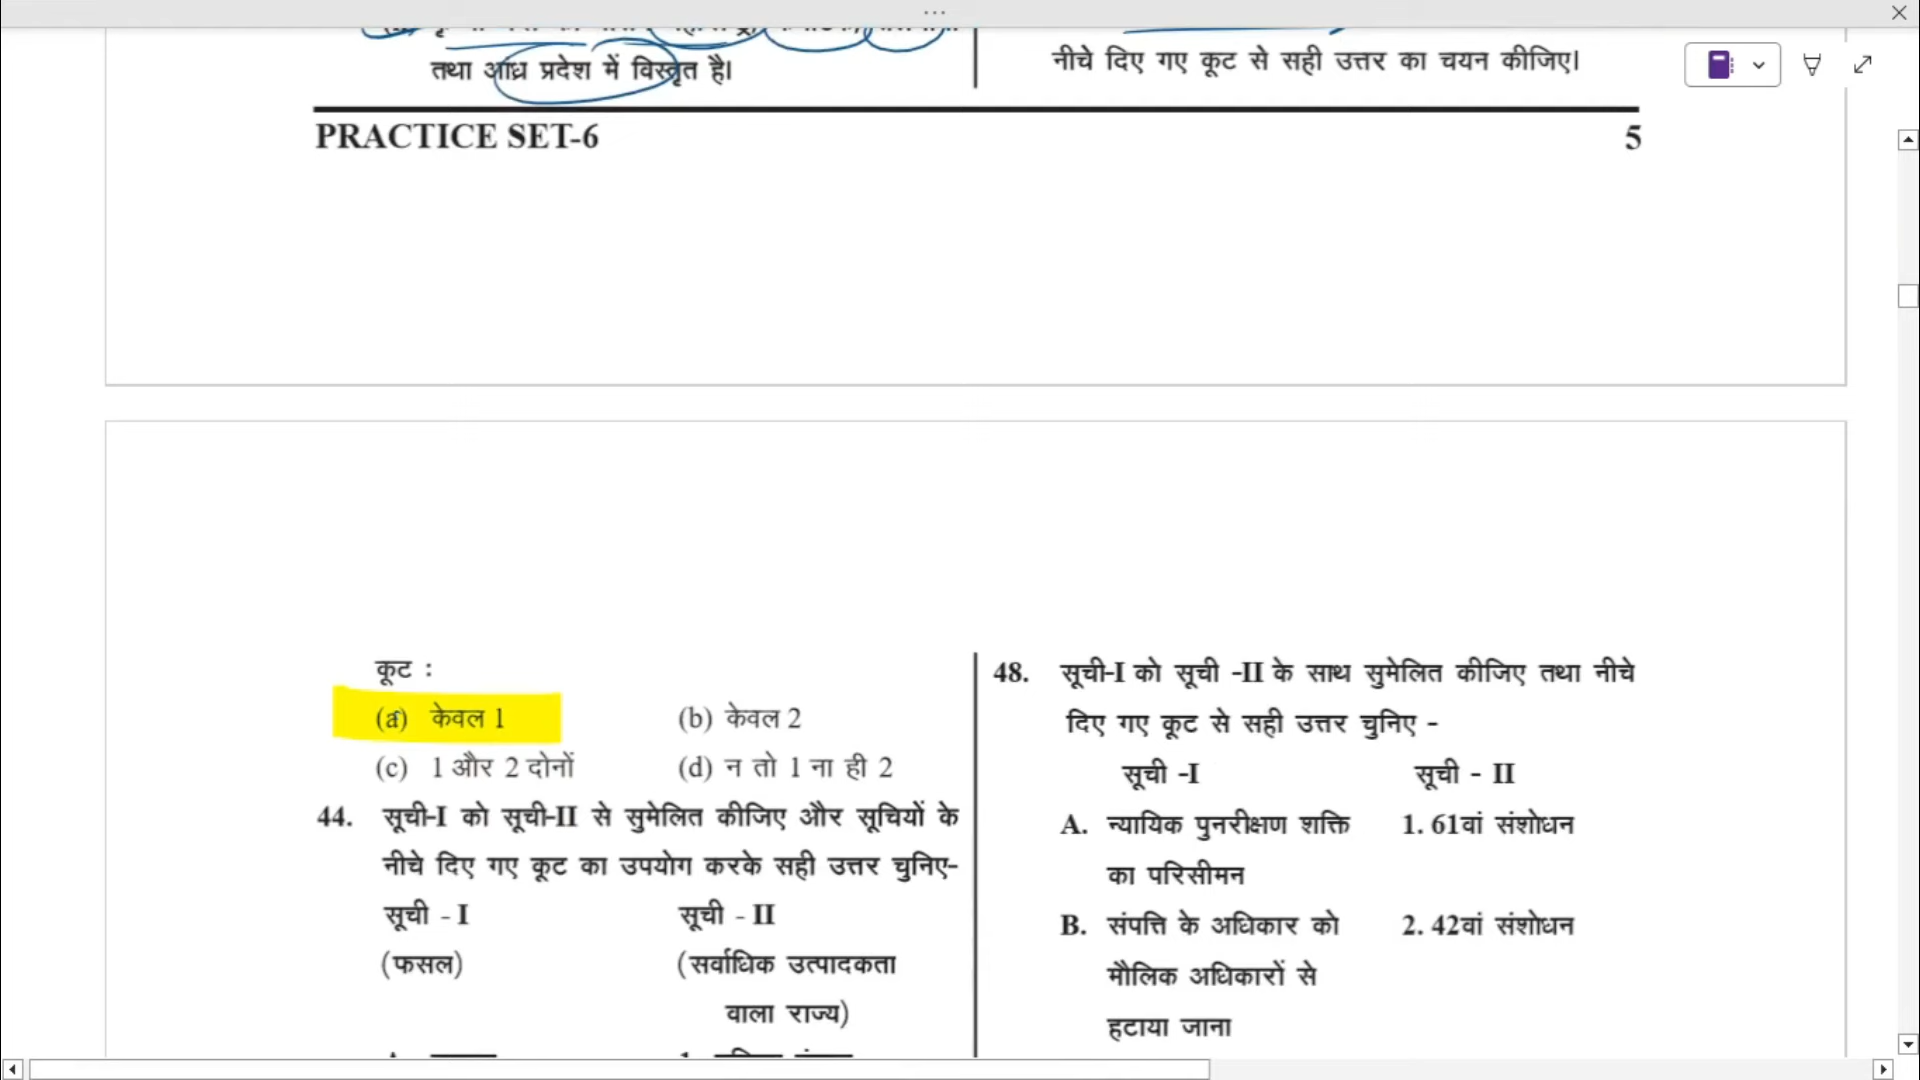 तथा आंध्र प्रदेश में विस्तृत है।
नीचे दिए गए कूट से सही उत्तर का चयन कीजिए।
PRACTICE SET-6
5
कूट :
(a) केवल 1
(b) केवल 2
(c) 1 और 2 दोनों
(d) न तो 1 ना ही 2
44. सूची-I को सूची-II से सुमेलित कीजिए और सूचियों के
नीचे दिए गए कूट का उपयोग करके सही उत्तर चुनिए-
सूची - I
सूची - II
(फसल)
(सर्वाधिक उत्पादकता
वाला राज्य)
48. सूची-I को सूची -II के साथ सुमेलित कीजिए तथा नीचे
दिए गए कूट से सही उत्तर चुनिए -
सूची -I
सूची - II
A. न्यायिक पुनरीक्षण शक्ति
1. 61वां संशोधन
का परिसीमन
B. संपत्ति के अधिकार को
2. 42वां संशोधन
मौलिक अधिकारों से
हटाया जाना